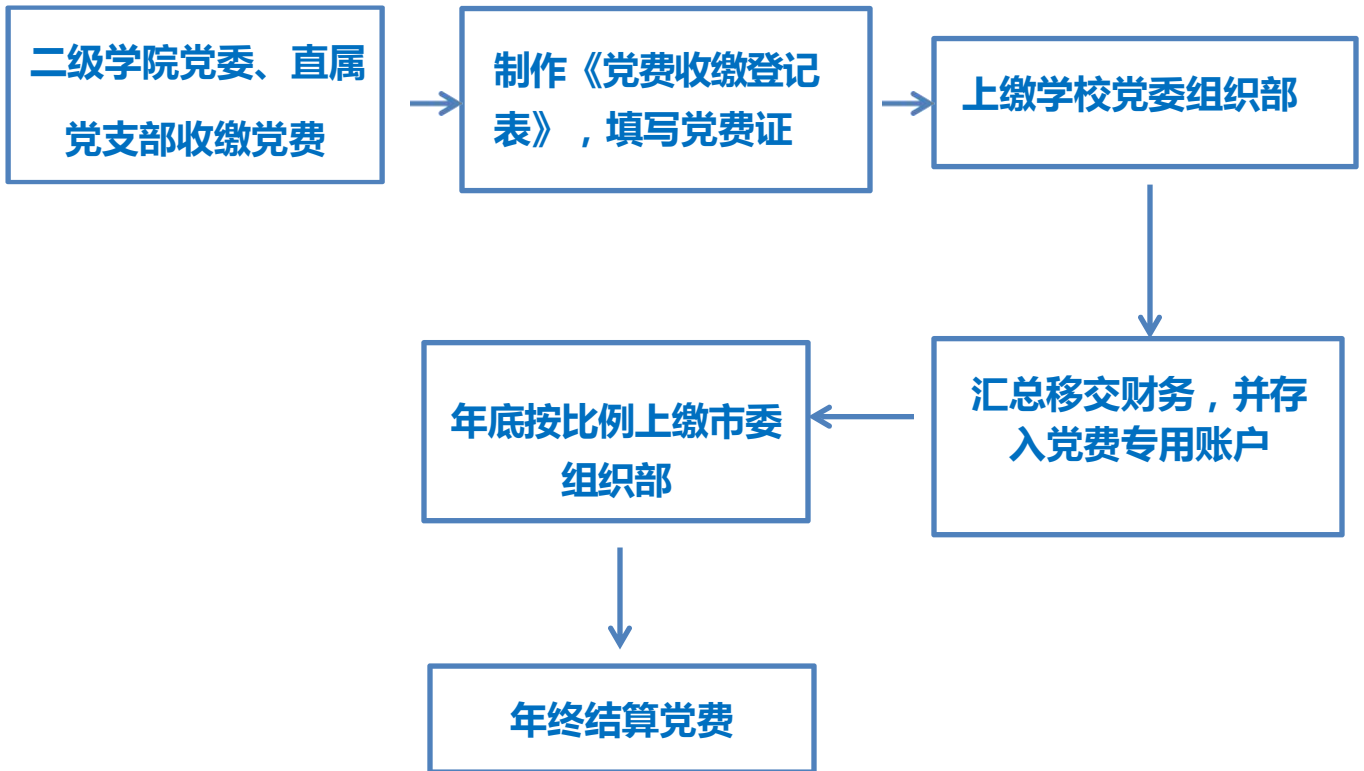 二级学院党委、直属
党支部收缴党费
制作《党费收缴登记
表》，填写党费证
上缴学校党委组织部
汇总移交财务，并存
入党费专用账户
年底按比例上缴市委
组织部
年终结算党费